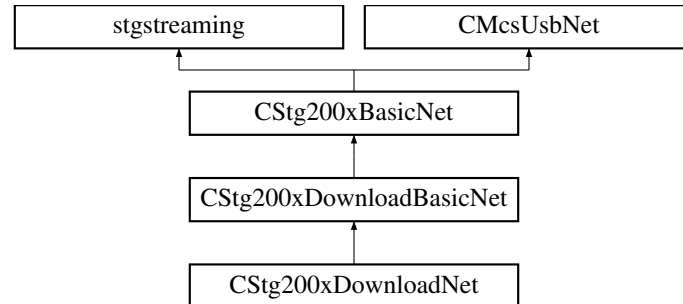 stgstreaming
CMcsUsbNet
CStg200xBasicNet
CStg200xDownloadBasicNet
CStg200xDownloadNet